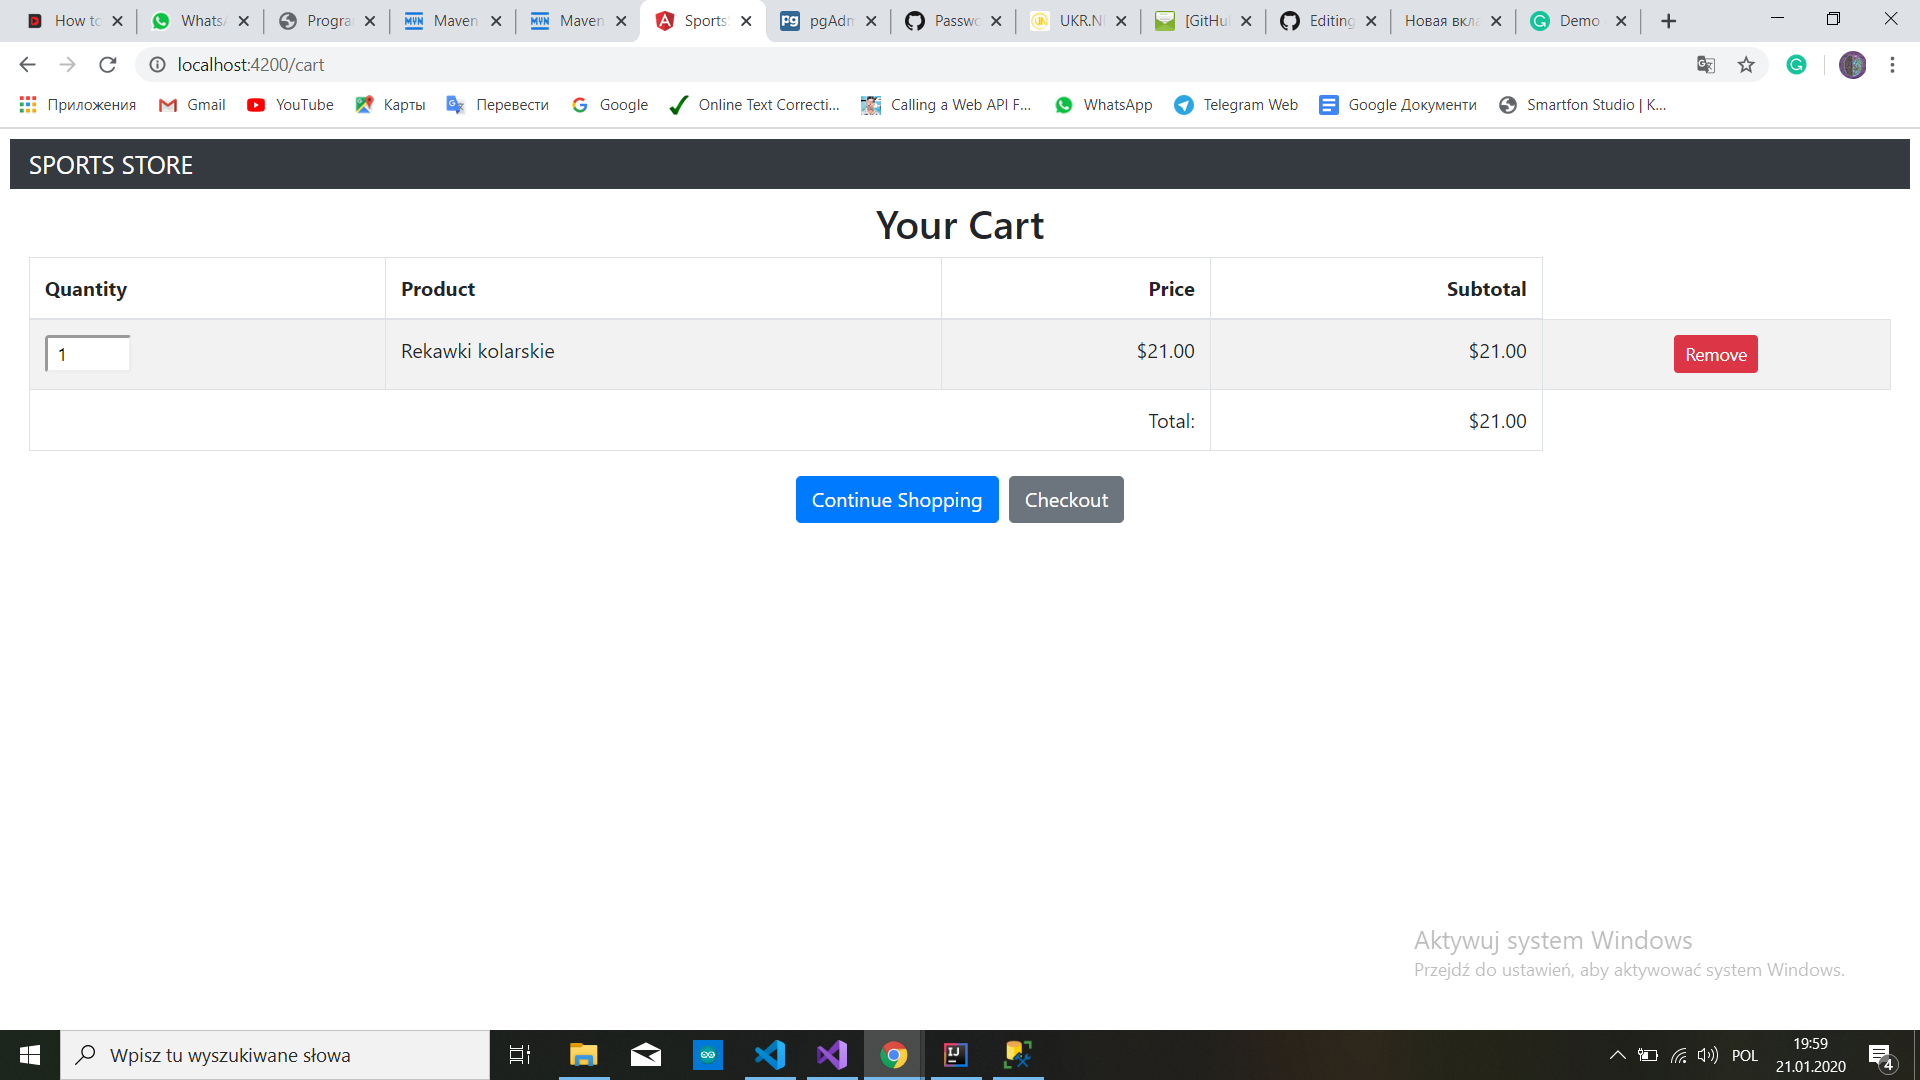 How to WhatsA Progra Maven Maven Sports pgAdm Passwo UKR.N [GitHu Editing Новая вкла Demo
localhost:4200/cart
Приложения Gmail YouTube Карты Перевести Google Online Text Correcti... Calling a Web API F... WhatsApp Telegram Web Google Документи Smartfon Studio | K...
SPORTS STORE
Your Cart
Quantity Product Price Subtotal
1 Rekawki kolarskie $21.00 $21.00 Remove
Total: $21.00
Continue Shopping Checkout
Aktywuj system Windows
Przejdź do ustawień, aby aktywować system Windows.
Wpisz tu wyszukiwane słowa POL 19:59
21.01.2020 4